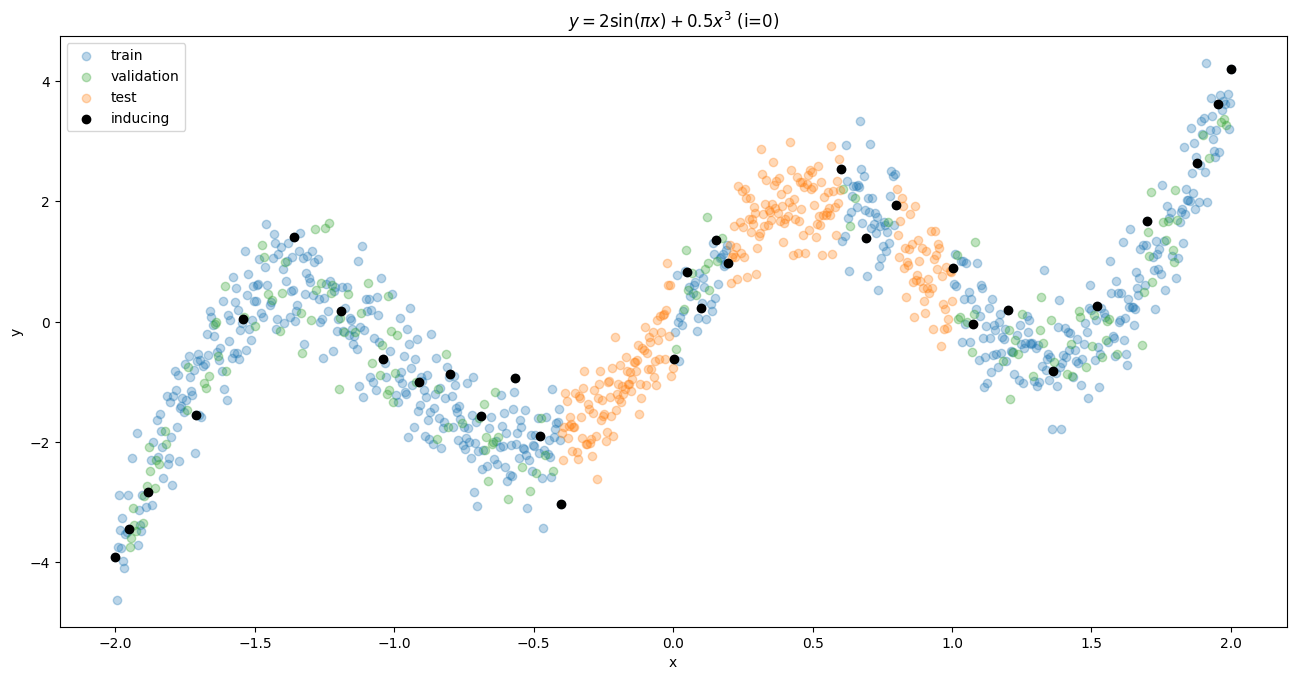 y = 2sin(πx) + 0.5x³ (i=0)
train
validation
test
inducing
y
4
2
0
−2
−4
−2.0 −1.5 −1.0 −0.5 0.0 0.5 1.0 1.5 2.0
x